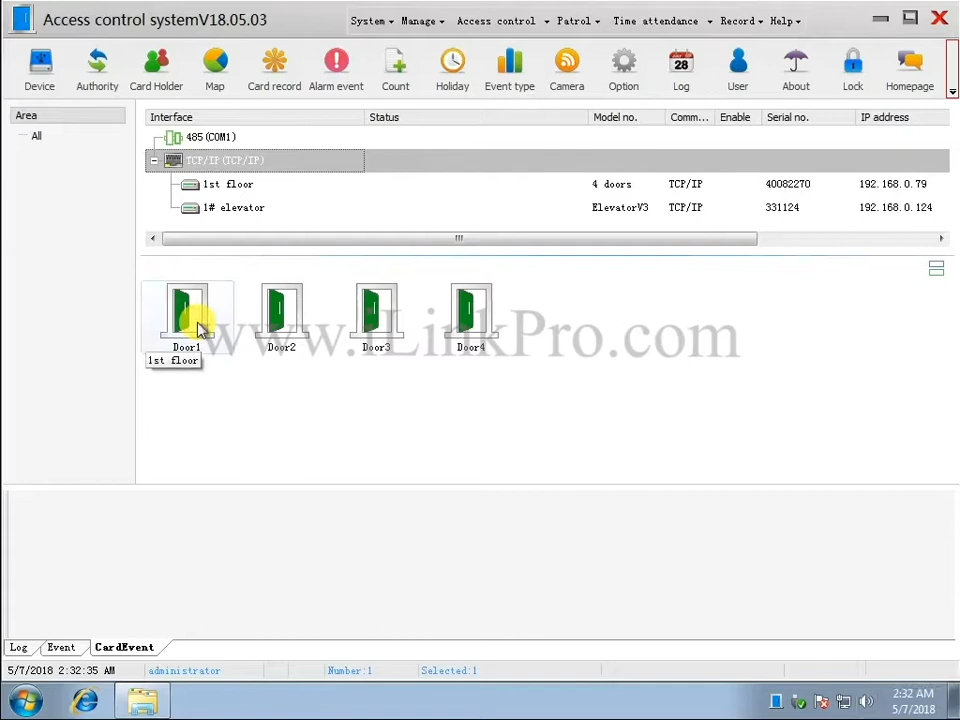 Access control systemV18.05.03
System Manage Access control Patrol Time attendance Record Help
Device Authority Card Holder Map Card record Alarm event Count Holiday Event type Camera Option Log User About Lock Homepage
28
Area
All
Interface Status Model no. Comm... Enable Serial no. IP address
485(COM1)
TCP/IP(TCP/IP)
1st floor 4 doors TCP/IP 40082270 192.168.0.79
1# elevator ElevatorV3 TCP/IP 331124 192.168.0.124
www.iLinkPro.com
Door1 Door2 Door3 Door4
1st floor
Log Event CardEvent
5/7/2018 2:32:35 AM administrator Number:1 Selected:1
2:32 AM
5/7/2018